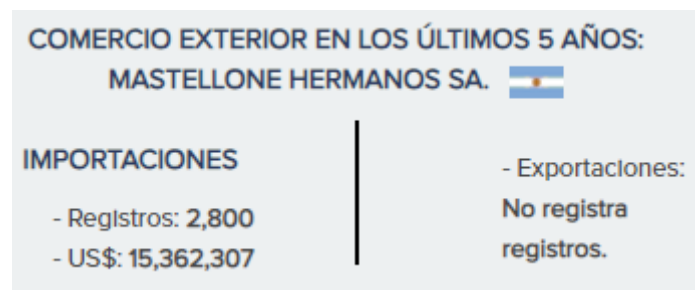 COMERCIO EXTERIOR EN LOS ÚLTIMOS 5 AÑOS:
MASTELLONE HERMANOS SA.
IMPORTACIONES
- Registros: 2,800
- US$: 15,362,307
- Exportaciones:
No registra
registros.